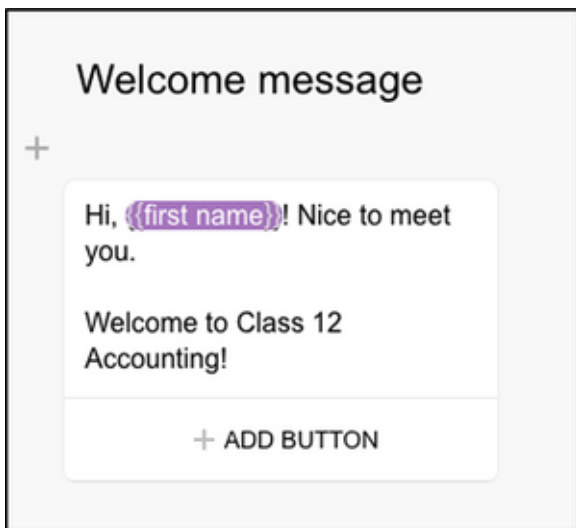 Welcome message
+
Hi, {{first name}}! Nice to meet
you.
Welcome to Class 12
Accounting!
+ ADD BUTTON